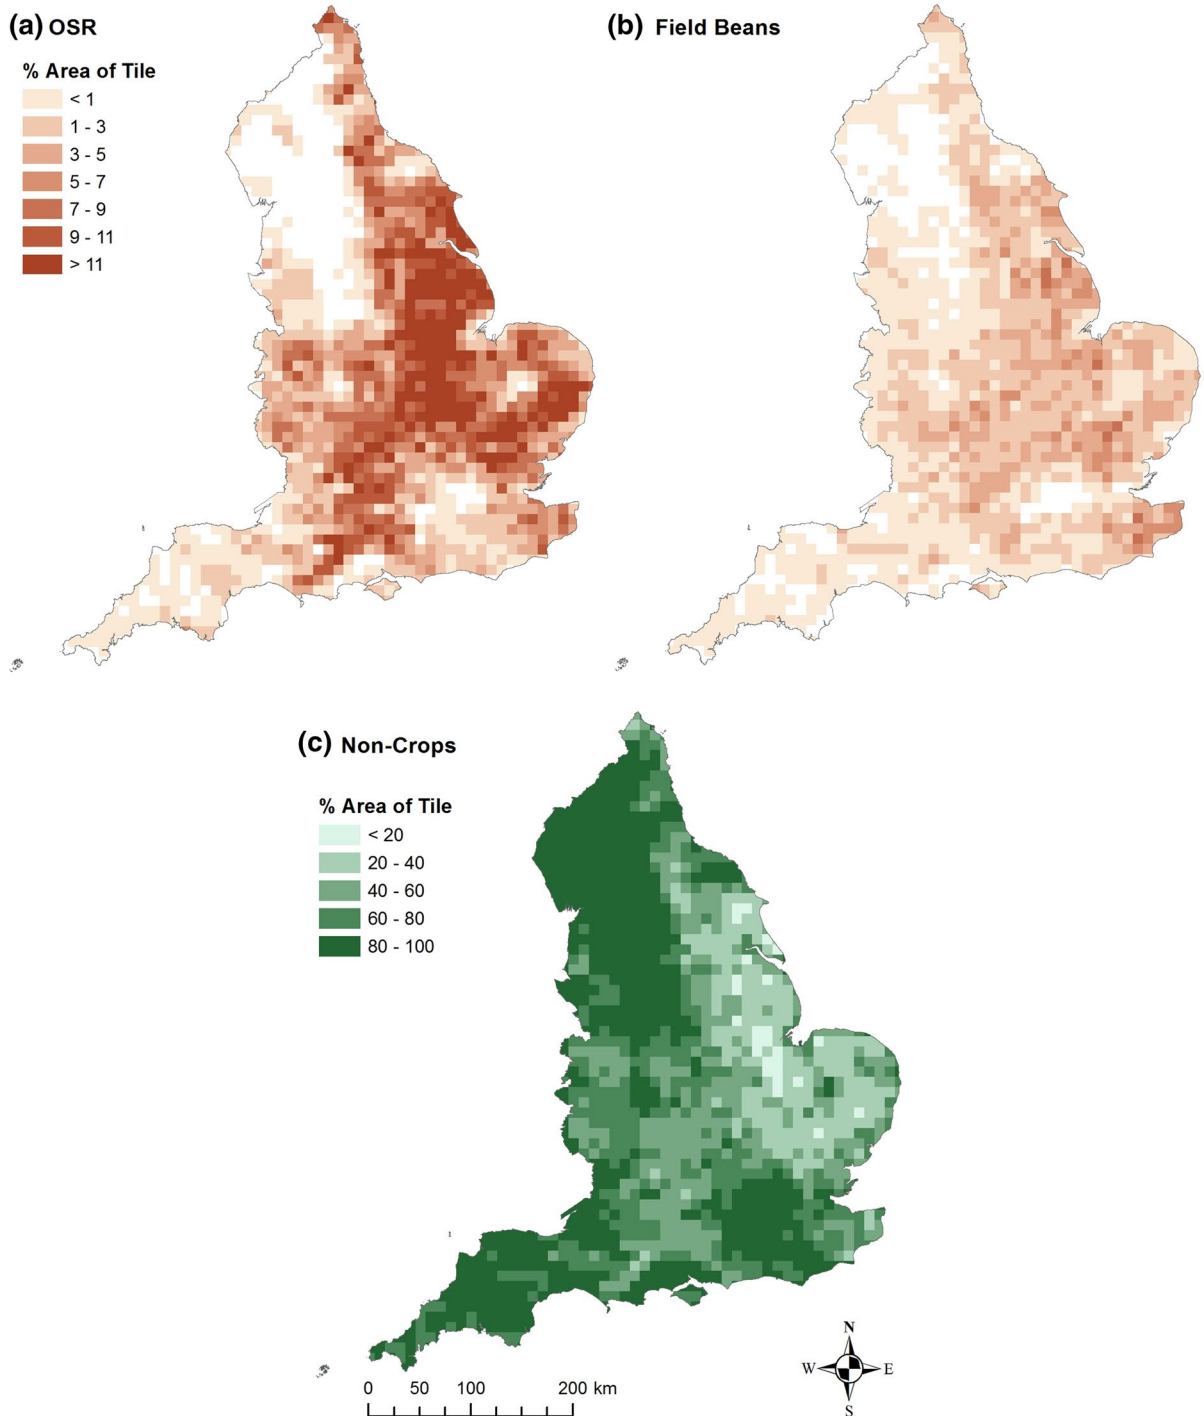 (a) OSR
% Area of Tile
< 1
1 - 3
3 - 5
5 - 7
7 - 9
9 - 11
> 11
(b) Field Beans
(c) Non-Crops
% Area of Tile
< 20
20 - 40
40 - 60
60 - 80
80 - 100
N
W E
S
0 50 100 200 km